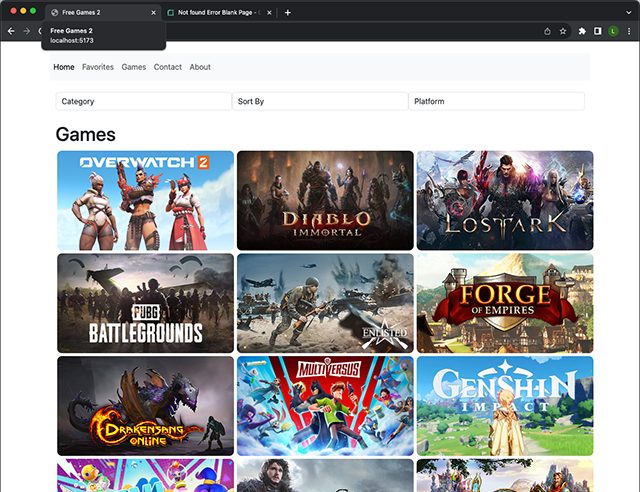 Free Games 2
Not found Error Blank Page -
Free Games 2
localhost:5173
L
Home Favorites Games Contact About
Category Sort By Platform
Games
OVERWATCH 2
DIABLO
IMMORTAL
LOST ARK
PUBG
BATTLEGROUNDS
ENLISTED
FORGE
OF EMPIRES
DRAKENSANG
ONLINE
MULTIVERSUS
GENSHIN
IMPACT